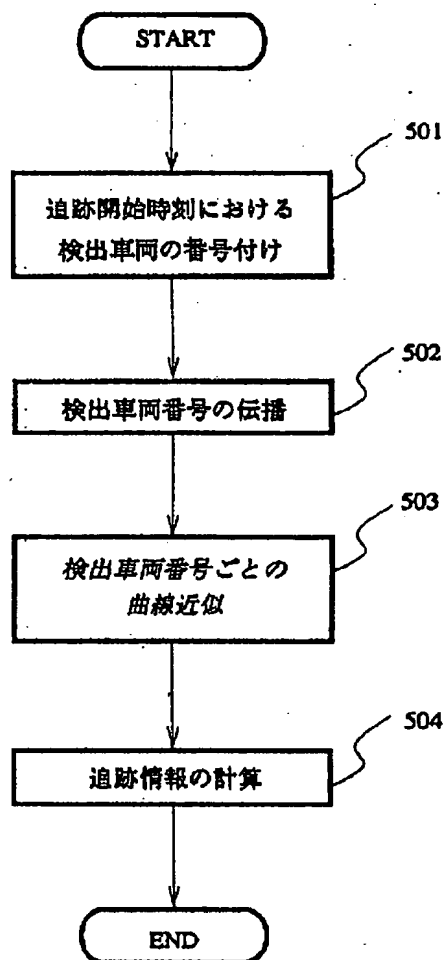 START
501
追跡開始時刻における
検出車両の番号付け
502
検出車両番号の伝播
503
検出車両番号ごとの
曲線近似
504
追跡情報の計算
END